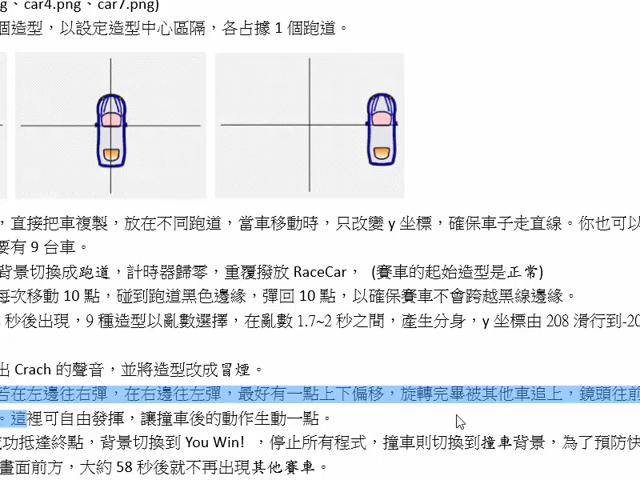 g、car4.png、car7.png)
個造型，以設定造型中心區隔，各占據 1 個跑道。
，直接把車複製，放在不同跑道，當車移動時，只改變 y 坐標，確保車子走直線。你也可以
要有 9 台車。
背景切換成跑道，計時器歸零，重覆撥放 RaceCar， (賽車的起始造型是正常)
每次移動 10 點，碰到跑道黑色邊緣，彈回 10 點，以確保賽車不會跨越黑線邊緣。
秒後出現，9 種造型以亂數選擇，在亂數 1.7~2 秒之間，產生分身，y 坐標由 208 滑行到-20
出 Crach 的聲音，並將造型改成冒煙。
若在左邊往右彈，在右邊往左彈，最好有一點上下偏移，旋轉完畢被其他車追上，鏡頭往前
。這裡可自由發揮，讓撞車後的動作生動一點。
成功抵達終點，背景切換到 You Win! ，停止所有程式，撞車則切換到撞車背景，為了預防快
畫面前方，大約 58 秒後就不再出現其他賽車。